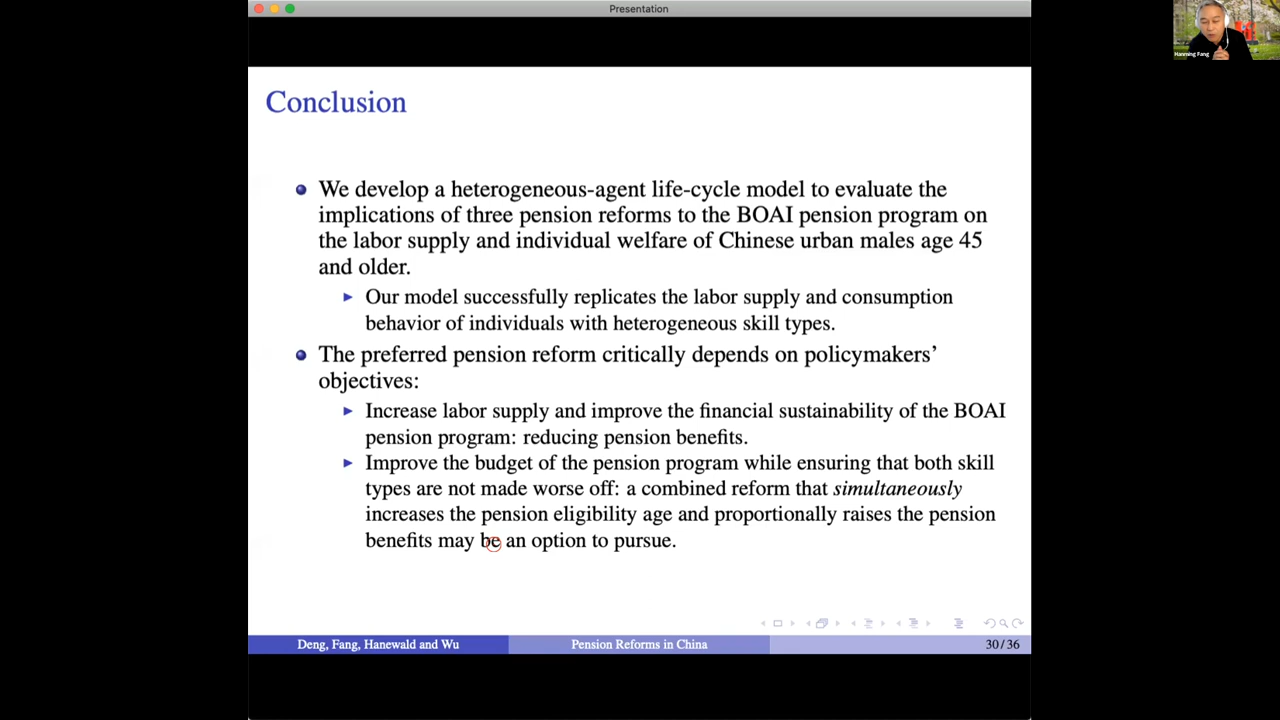 Presentation
Hanming Fang
Conclusion
We develop a heterogeneous-agent life-cycle model to evaluate the
implications of three pension reforms to the BOAI pension program on
the labor supply and individual welfare of Chinese urban males age 45
and older.
Our model successfully replicates the labor supply and consumption
behavior of individuals with heterogeneous skill types.
The preferred pension reform critically depends on policymakers’
objectives:
Increase labor supply and improve the financial sustainability of the BOAI
pension program: reducing pension benefits.
Improve the budget of the pension program while ensuring that both skill
types are not made worse off: a combined reform that simultaneously
increases the pension eligibility age and proportionally raises the pension
benefits may be an option to pursue.
Deng, Fang, Hanewald and Wu
Pension Reforms in China
30/36